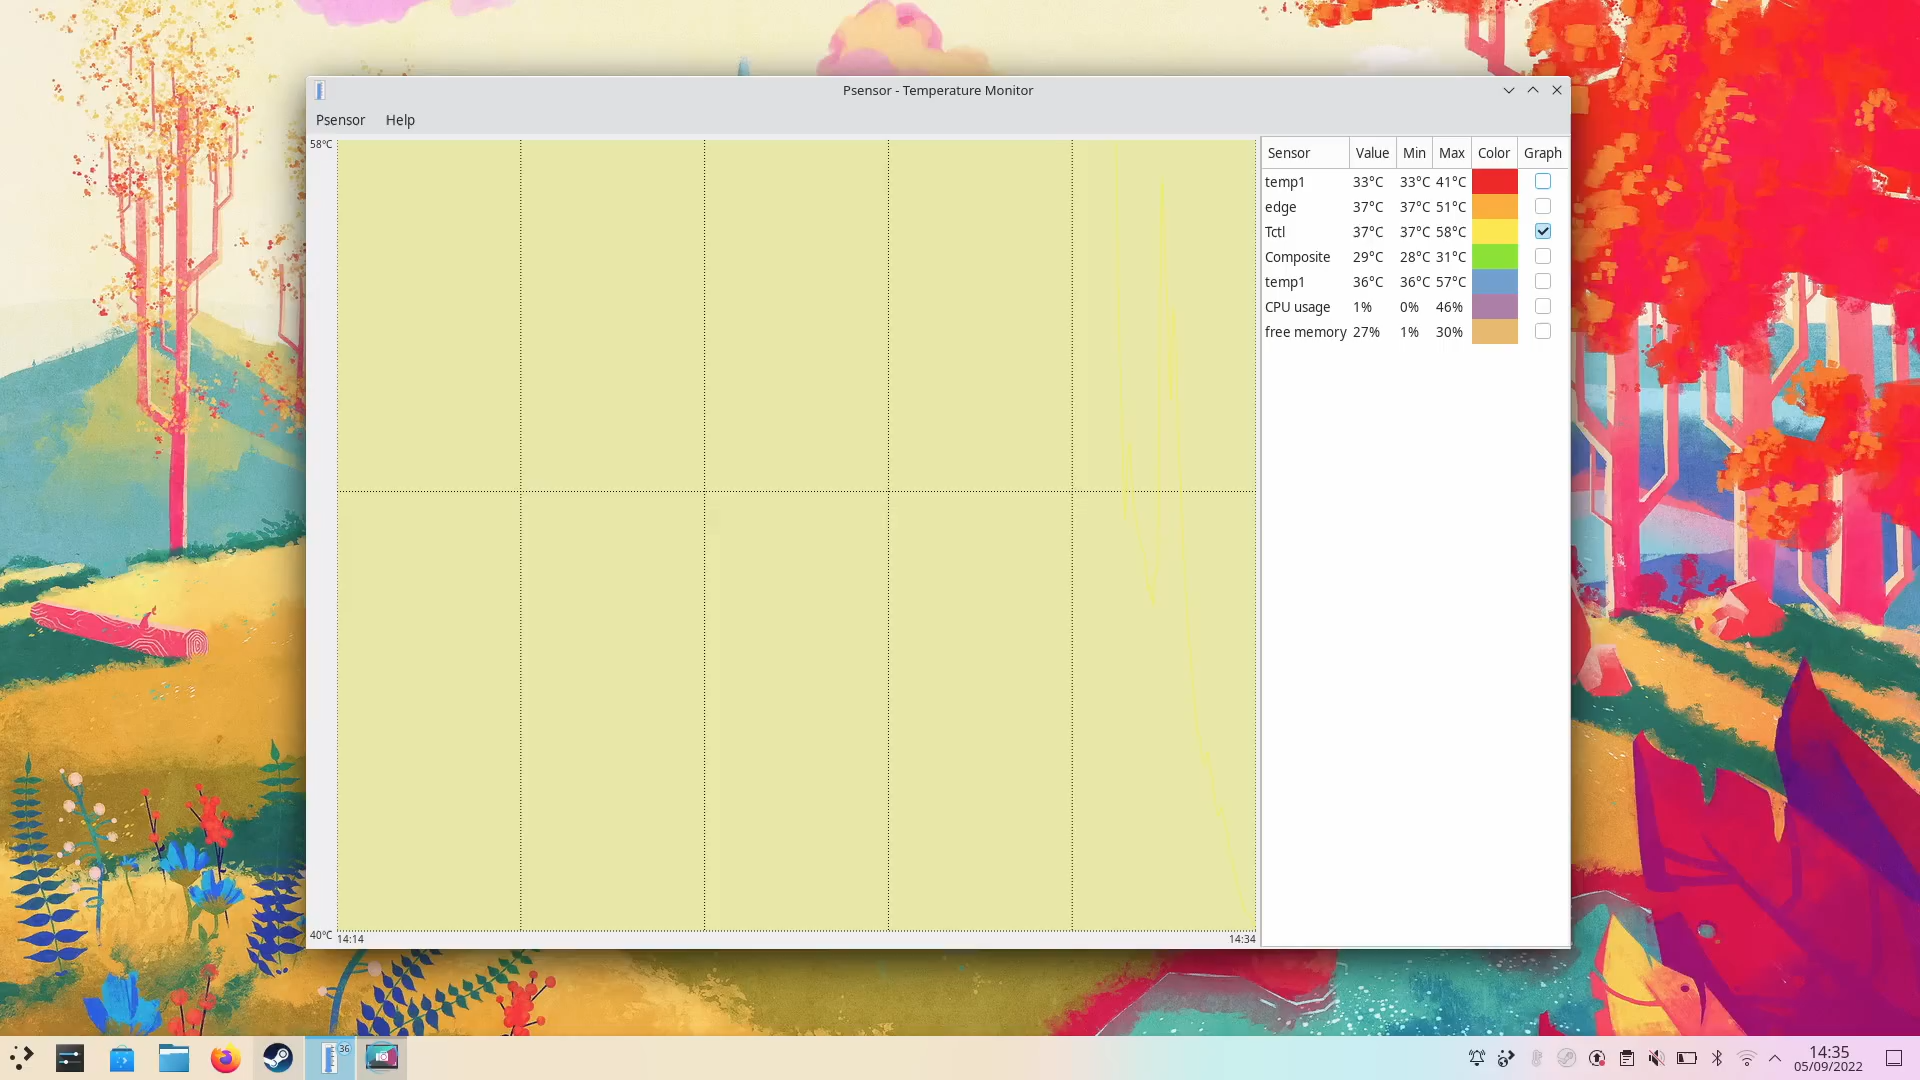 Psensor - Temperature Monitor
Psensor Help
58°C
40°C
14:14 14:34
Sensor Value Min Max Color Graph
temp1 33°C 33°C 41°C
edge 37°C 37°C 51°C
Tctl 37°C 37°C 58°C
Composite 29°C 28°C 31°C
temp1 36°C 36°C 57°C
CPU usage 1% 0% 46%
free memory 27% 1% 30%
36
14:35
05/09/2022